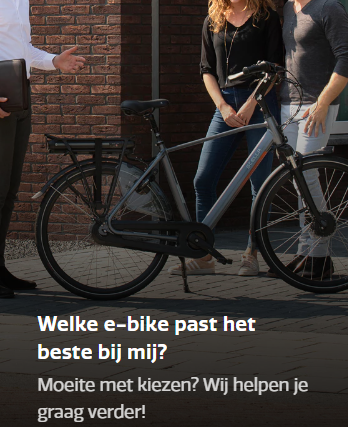 Welke e-bike past het
beste bij mij?
Moeite met kiezen? Wij helpen je
graag verder!